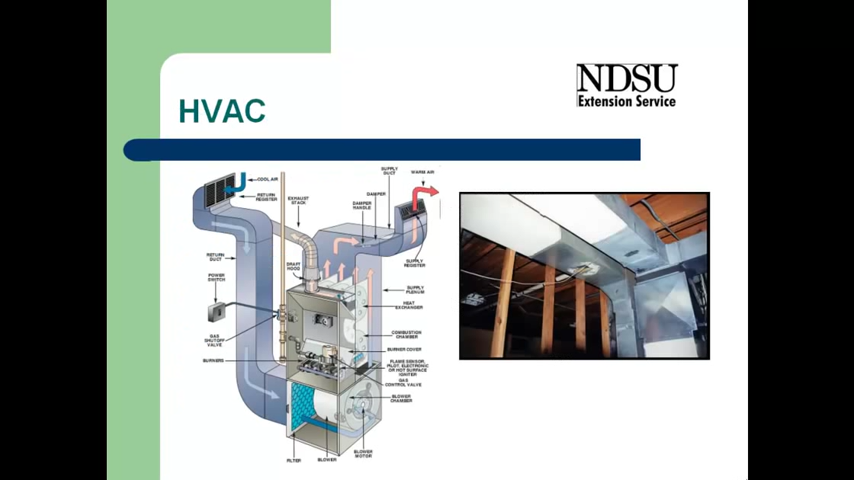 HVAC
NDSU
Extension Service
COOL AIR
RETURN
REGISTER
EXHAUST
STACK
SUPPLY
DUCT
WARM AIR
DAMPER
DAMPER
HANDLE
RETURN
DUCT
DRAFT
HOOD
SUPPLY
REGISTER
POWER
SWITCH
SUPPLY
PLENUM
HEAT
EXCHANGER
GAS
SHUTOFF
VALVE
COMBUSTION
CHAMBER
BURNERS
BURNER COVER
FLAME SENSOR,
PILOT, ELECTRONIC
OR HOT SURFACE
IGNITER
GAS
CONTROL VALVE
BLOWER
CHAMBER
FILTER
BLOWER
BLOWER
MOTOR